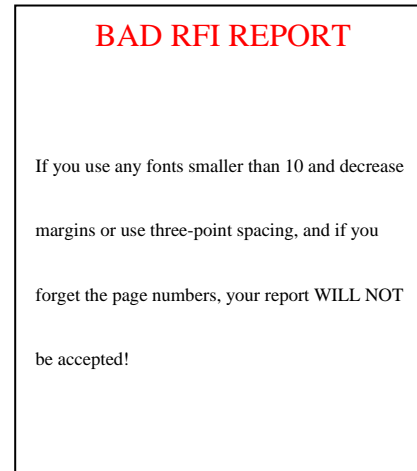 BAD RFI REPORT
If you use any fonts smaller than 10 and decrease
margins or use three-point spacing, and if you
forget the page numbers, your report WILL NOT
be accepted!